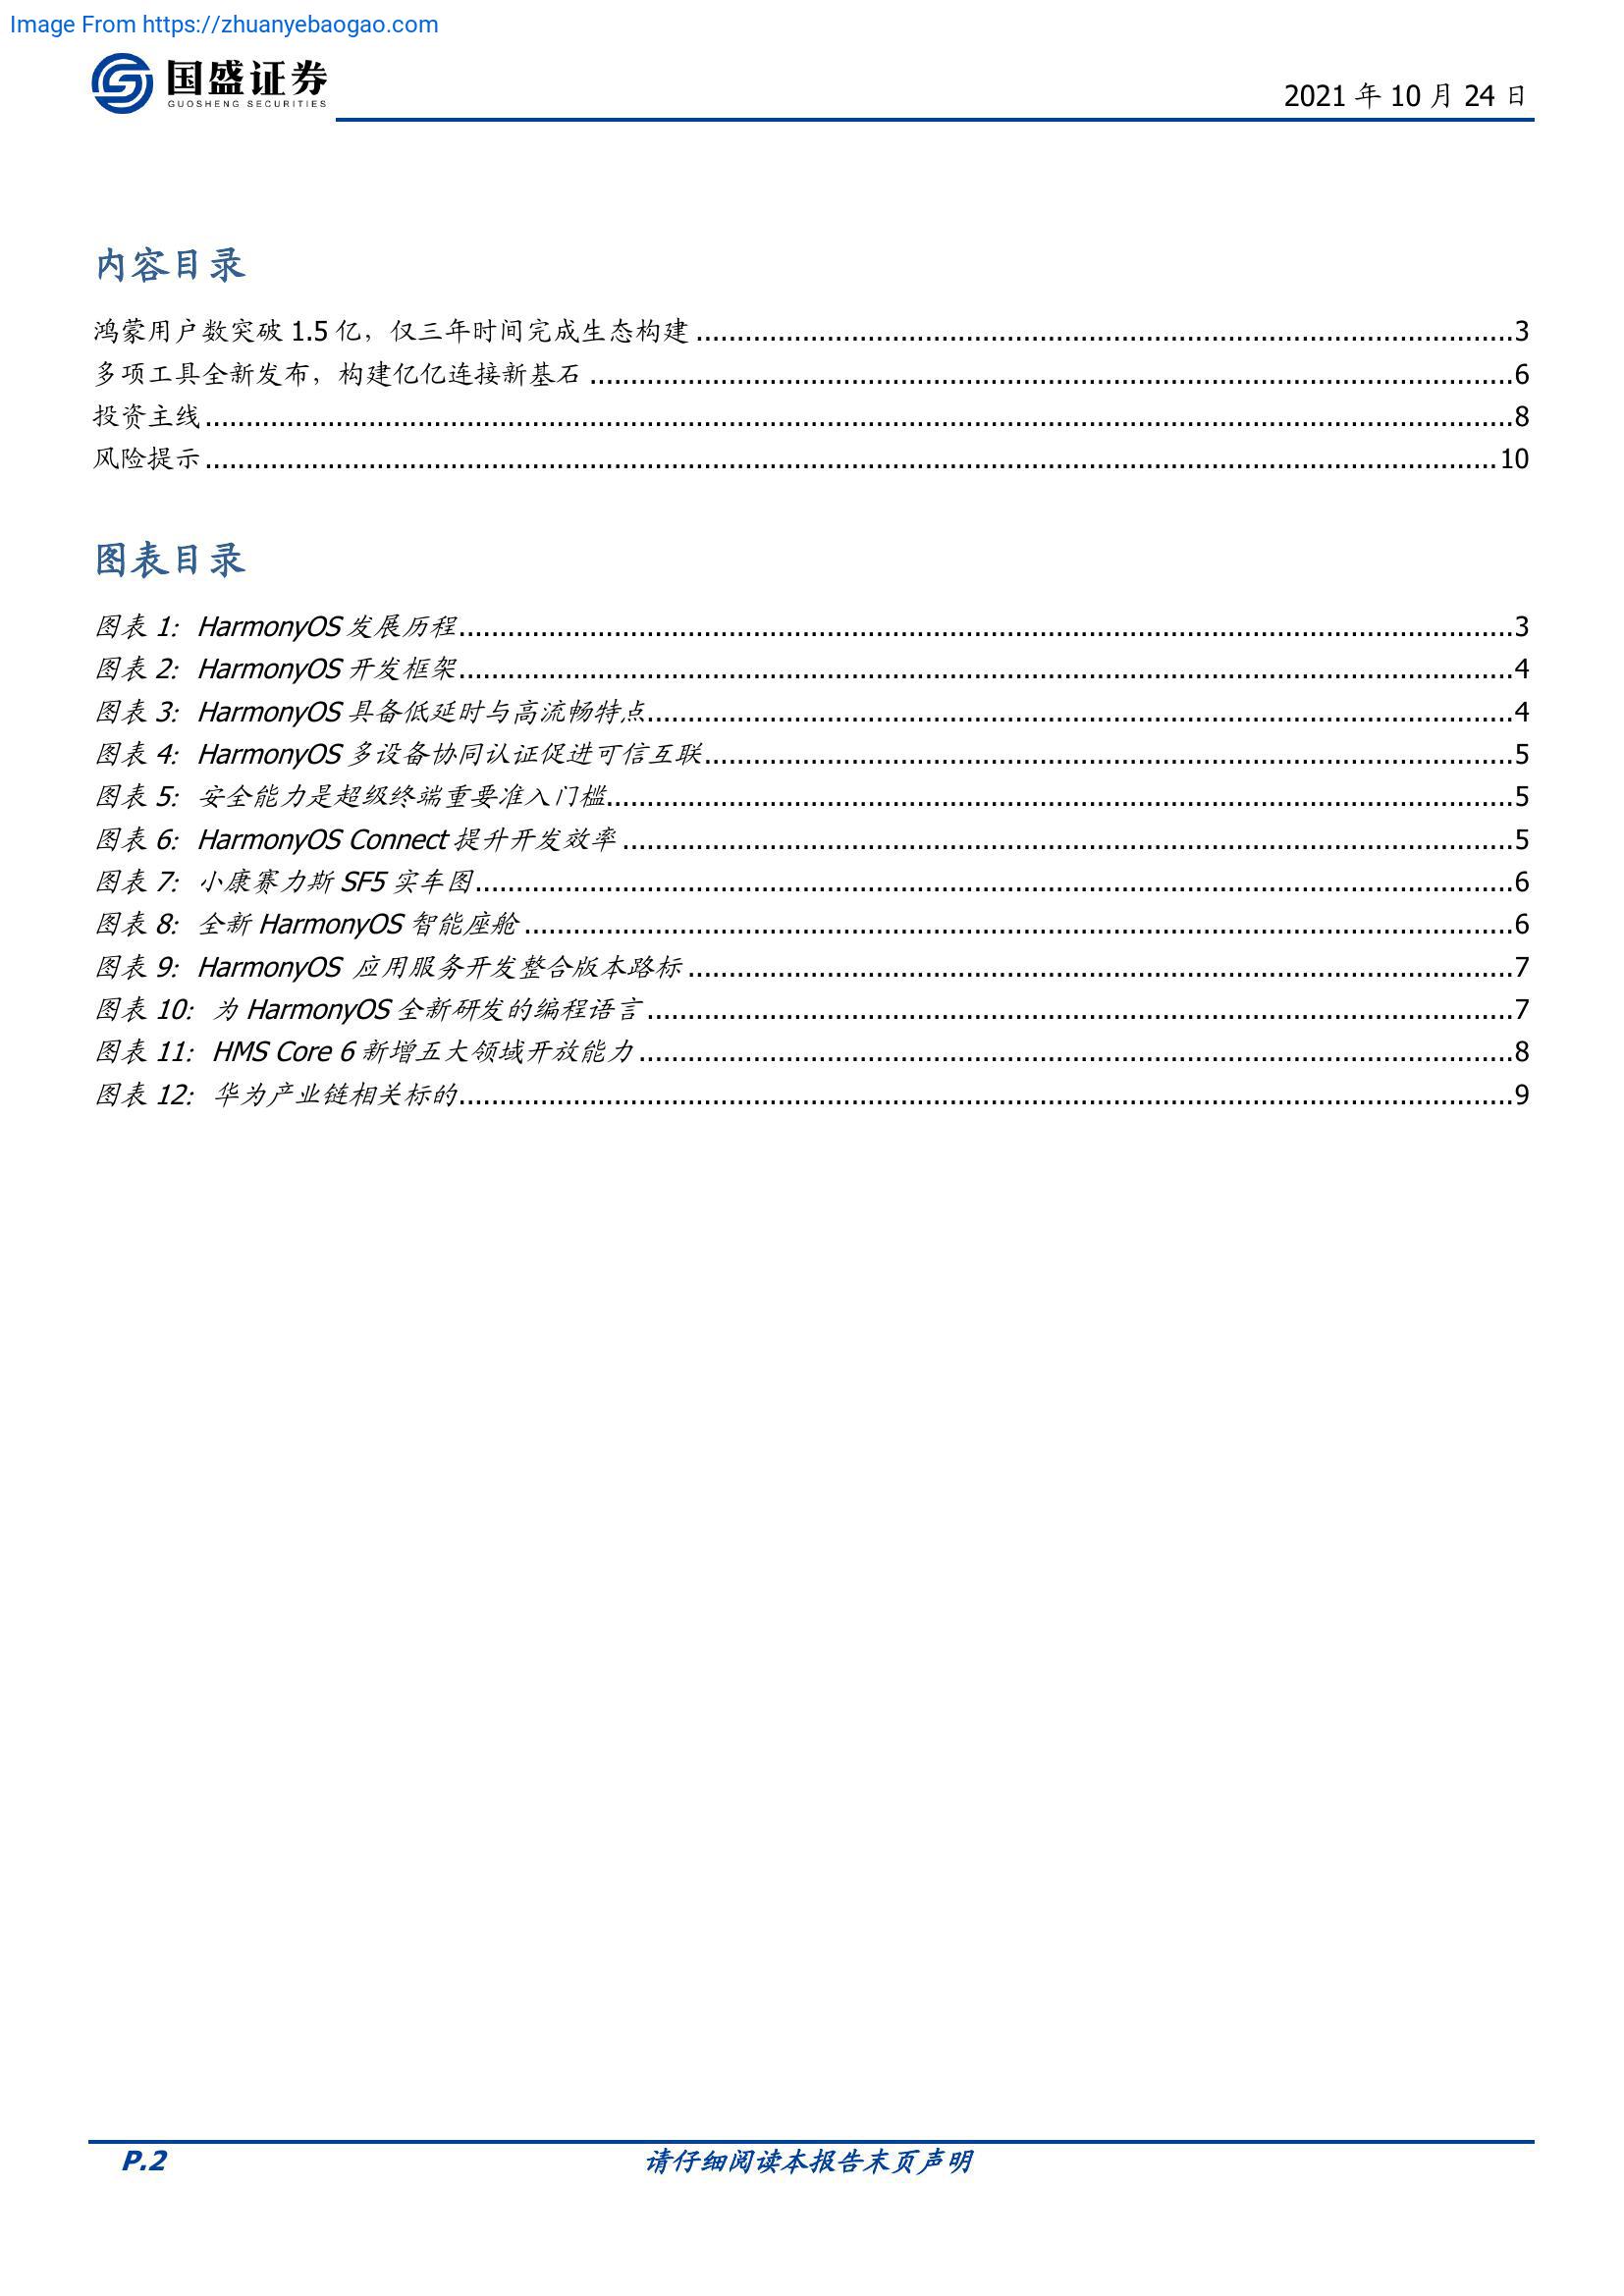 Image From https://zhuanyebaogao.com
国盛证券
GUOSHENG SECURITIES
2021 年 10 月 24 日
内容目录
鸿蒙用户数突破 1.5 亿，仅三年时间完成生态构建 ........ 3
多项工具全新发布，构建亿亿连接新基石 ........ 6
投资主线 ........ 8
风险提示 ........ 10
图表目录
图表 1：HarmonyOS 发展历程 ........ 3
图表 2：HarmonyOS 开发框架 ........ 4
图表 3：HarmonyOS 具备低延时与高流畅特点 ........ 4
图表 4：HarmonyOS 多设备协同认证促进可信互联 ........ 5
图表 5：安全能力是超级终端重要准入门槛 ........ 5
图表 6：HarmonyOS Connect 提升开发效率 ........ 5
图表 7：小康赛力斯 SF5 实车图 ........ 6
图表 8：全新 HarmonyOS 智能座舱 ........ 6
图表 9：HarmonyOS 应用服务开发整合版本路标 ........ 7
图表 10：为 HarmonyOS 全新研发的编程语言 ........ 7
图表 11：HMS Core 6 新增五大领域开放能力 ........ 8
图表 12：华为产业链相关标的 ........ 9
P.2
请仔细阅读本报告末页声明